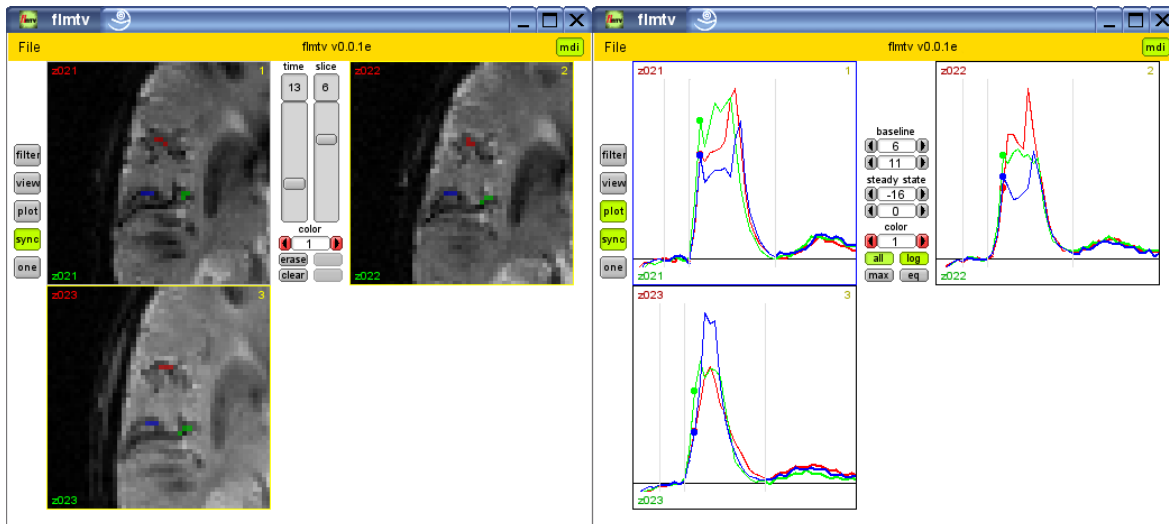 flmtv
File
flmtv v0.0.1e
mdi
z021
1
time
slice
13
6
z022
2
filter
view
plot
sync
one
color
1
erase
clear
z021
z022
z023
3
z023
flmtv
File
flmtv v0.0.1e
mdi
z021
1
z022
2
filter
view
plot
sync
one
baseline
6
11
steady state
-16
0
color
1
all
log
max
eq
z021
z022
z023
3
z023